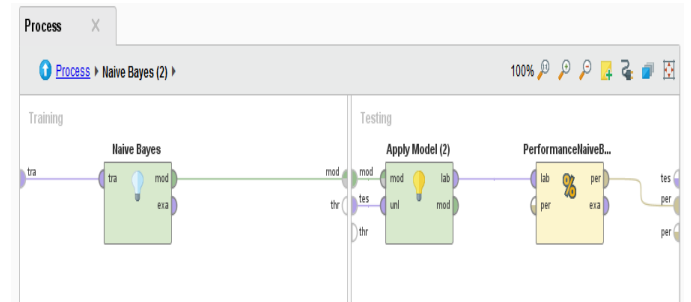 Process
Process Naive Bayes (2) 100%
Training
Testing
Naive Bayes
Apply Model (2)
PerformanceNaiveB...
tra tra mod mod mod mod lab lab per tes
exa thr tes unl mod per exa per
thr per